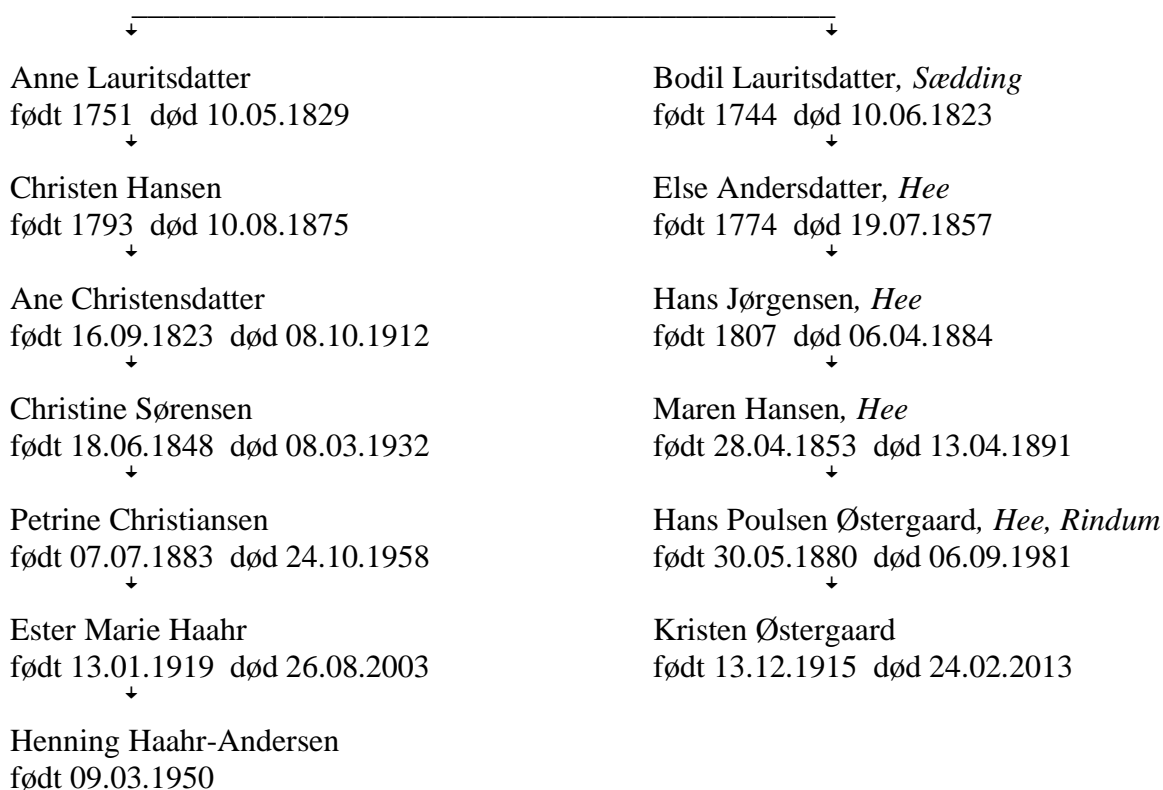 Anne Lauritsdatter
født 1751 død 10.05.1829
Christen Hansen
født 1793 død 10.08.1875
Ane Christensdatter
født 16.09.1823 død 08.10.1912
Christine Sørensen
født 18.06.1848 død 08.03.1932
Petrine Christiansen
født 07.07.1883 død 24.10.1958
Ester Marie Haahr
født 13.01.1919 død 26.08.2003
Henning Haahr-Andersen
født 09.03.1950
Bodil Lauritsdatter, Sædding
født 1744 død 10.06.1823
Else Andersdatter, Hee
født 1774 død 19.07.1857
Hans Jørgensen, Hee
født 1807 død 06.04.1884
Maren Hansen, Hee
født 28.04.1853 død 13.04.1891
Hans Poulsen Østergaard, Hee, Rindum
født 30.05.1880 død 06.09.1981
Kristen Østergaard
født 13.12.1915 død 24.02.2013